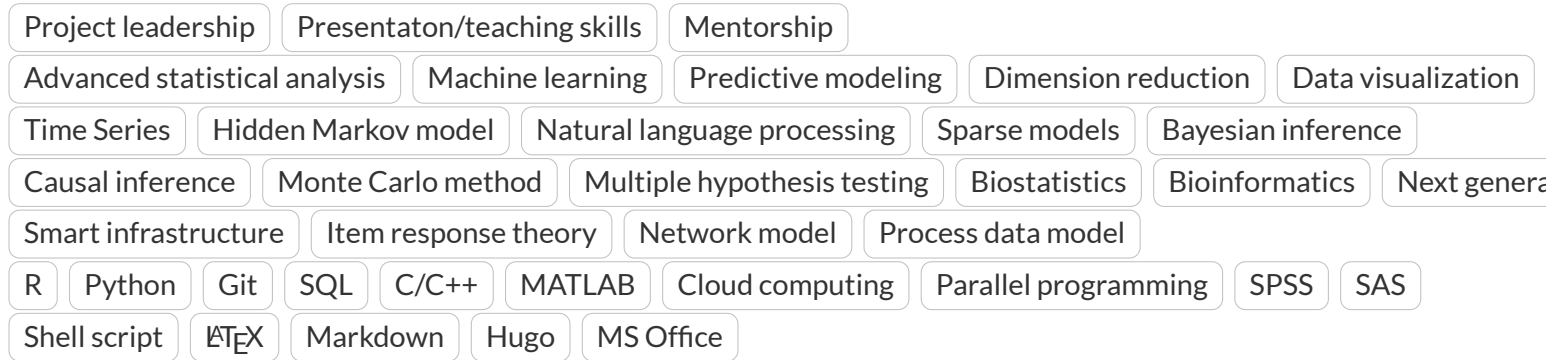 Project leadership Presentaton/teaching skills Mentorship
Advanced statistical analysis Machine learning Predictive modeling Dimension reduction Data visualization
Time Series Hidden Markov model Natural language processing Sparse models Bayesian inference
Causal inference Monte Carlo method Multiple hypothesis testing Biostatistics Bioinformatics Next
Smart infrastructure Item response theory Network model Process data model
R Python Git SQL C/C++ MATLAB Cloud computing Parallel programming SPSS SAS
Shell script LATEX Markdown Hugo MS Office